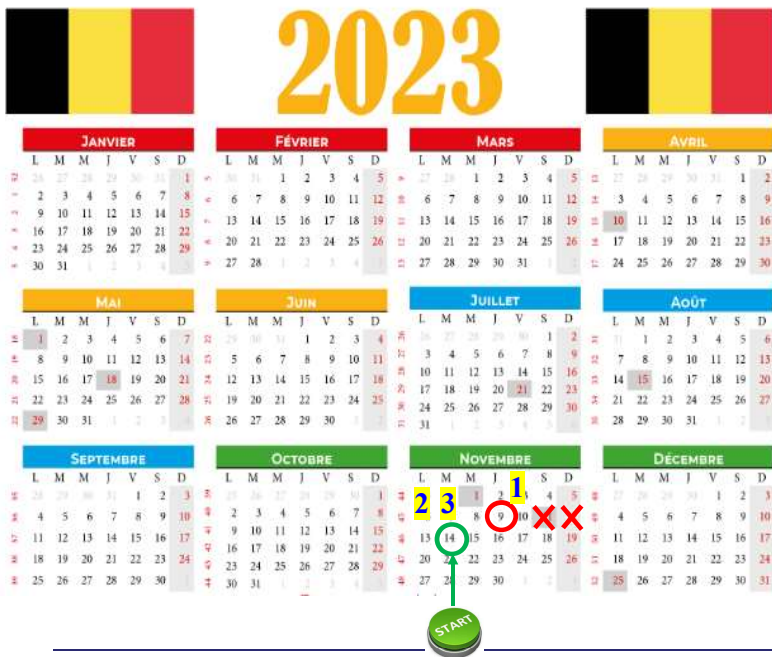 2023
JANVIER
L M M J V S D
1
2 3 4 5 6 7 8
9 10 11 12 13 14 15
16 17 18 19 20 21 22
23 24 25 26 27 28 29
30 31
FÉVRIER
L M M J V S D
1 2 3 4 5
6 7 8 9 10 11 12
13 14 15 16 17 18 19
20 21 22 23 24 25 26
27 28
MARS
L M M J V S D
1 2 3 4 5
6 7 8 9 10 11 12
13 14 15 16 17 18 19
20 21 22 23 24 25 26
27 28 29 30 31
AVRIL
L M M J V S D
1 2
3 4 5 6 7 8 9
10 11 12 13 14 15 16
17 18 19 20 21 22 23
24 25 26 27 28 29 30
MAI
L M M J V S D
1 2 3 4 5 6 7
8 9 10 11 12 13 14
15 16 17 18 19 20 21
22 23 24 25 26 27 28
29 30 31
JUIN
L M M J V S D
1 2 3 4
5 6 7 8 9 10 11
12 13 14 15 16 17 18
19 20 21 22 23 24 25
26 27 28 29 30
JUILLET
L M M J V S D
1 2
3 4 5 6 7 8 9
10 11 12 13 14 15 16
17 18 19 20 21 22 23
24 25 26 27 28 29 30
31
AOÛT
L M M J V S D
1 2 3 4 5 6
7 8 9 10 11 12 13
14 15 16 17 18 19 20
21 22 23 24 25 26 27
28 29 30 31
SEPTEMBRE
L M M J V S D
1 2 3
4 5 6 7 8 9 10
11 12 13 14 15 16 17
18 19 20 21 22 23 24
25 26 27 28 29 30
OCTOBRE
L M M J V S D
1
2 3 4 5 6 7 8
9 10 11 12 13 14 15
16 17 18 19 20 21 22
23 24 25 26 27 28 29
30 31
NOVEMBRE
L M M J V S D
1 2 1 4 5
2 3 8 9 10
13 14 15 16 17 18 19
20 22 23 24 25 26
27 28 29 30
DÉCEMBRE
L M M J V S D
1 2 3
4 5 6 7 8 9 10
11 12 13 14 15 16 17
18 19 20 21 22 23 24
25 26 27 28 29 30 31
START